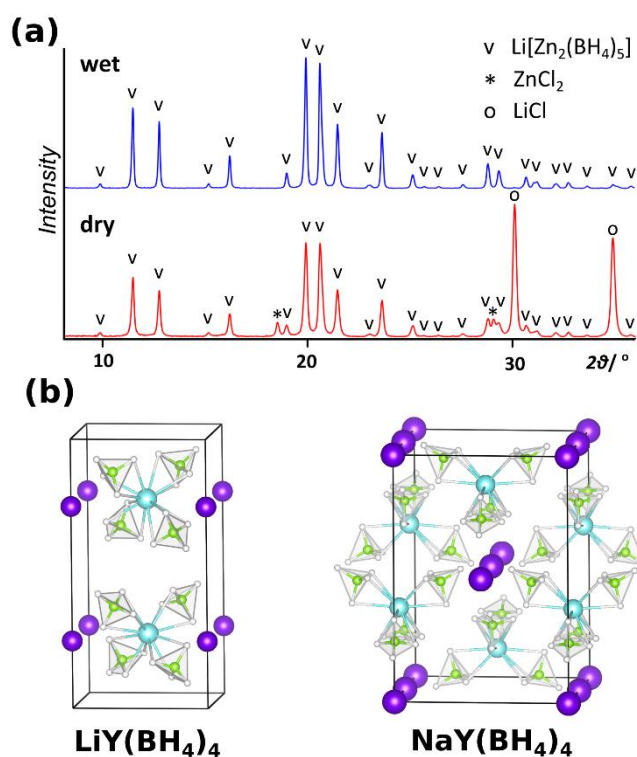 (a)
wet
v Li[Zn₂(BH₄)₅]
* ZnCl₂
o LiCl
v v v v v v v v v v v v v v v v v v v v v v
Intensity
dry
v v v v v * v v v v v v v v v v * v o v v v v v o v
10 20 30 2ϑ/ °
(b)
LiY(BH₄)₄ NaY(BH₄)₄